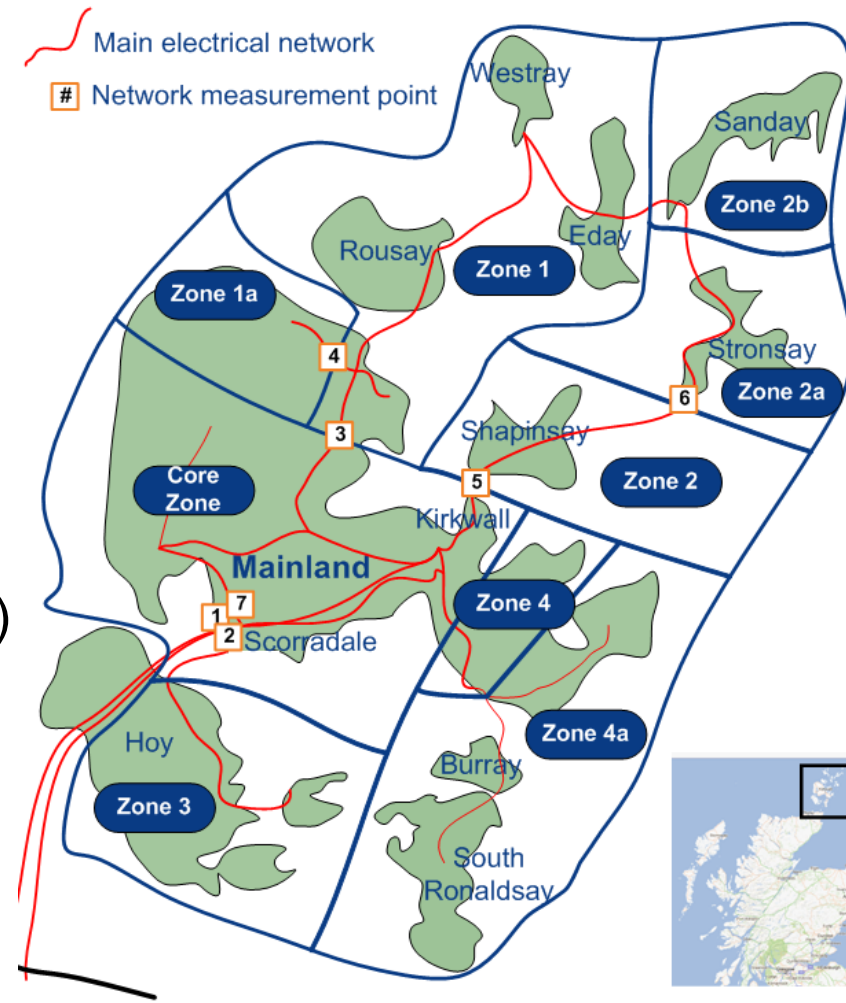 Main electrical network
# Network measurement point
Westray
Sanday
Zone 2b
Rousay
Eday
Zone 1
Zone 1a
4
Stronsay
6
Zone 2a
3
Shapinsay
Core
Zone
5
Zone 2
Kirkwall
Mainland
Zone 4
7
1
2
Scorradale
)
Hoy
Zone 4a
Burray
Zone 3
South
Ronaldsay